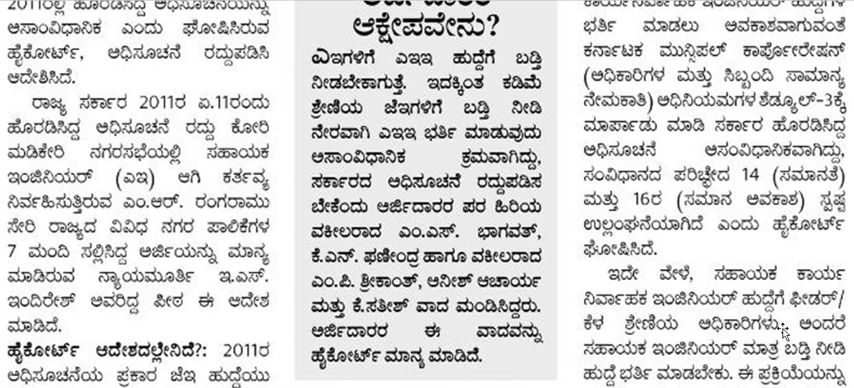 2011ರಲ್ಲಿ ಹೊರಡಿಸಿದ್ದ ಅಧಿಸೂಚನೆಯನ್ನು
ಅಸಾಂವಿಧಾನಿಕ ಎಂದು ಘೋಷಿಸಿರುವ
ಹೈಕೋರ್ಟ್, ಅಧಿಸೂಚನೆ ರದ್ದುಪಡಿಸಿ
ಆದೇಶಿಸಿದೆ.
ರಾಜ್ಯ ಸರ್ಕಾರ 2011ರ ಏ.11ರಂದು
ಹೊರಡಿಸಿದ್ದ ಅಧಿಸೂಚನೆ ರದ್ದು ಕೋರಿ
ಮಡಿಕೇರಿ ನಗರಸಭೆಯಲ್ಲಿ ಸಹಾಯಕ
ಇಂಜಿನಿಯರ್ (ಎಇ) ಆಗಿ ಕರ್ತವ್ಯ
ನಿರ್ವಹಿಸುತ್ತಿರುವ ಎಂ.ಆರ್. ರಂಗರಾಮು
ಸೇರಿ ರಾಜ್ಯದ ವಿವಿಧ ನಗರ ಪಾಲಿಕೆಗಳ
7 ಮಂದಿ ಸಲ್ಲಿಸಿದ್ದ ಅರ್ಜಿಯನ್ನು ಮಾನ್ಯ
ಮಾಡಿರುವ ನ್ಯಾಯಮೂರ್ತಿ ಇ.ಎಸ್.
ಇಂದಿರೇಶ್ ಅವರಿದ್ದ ಪೀಠ ಈ ಆದೇಶ
ಮಾಡಿದೆ.
ಹೈಕೋರ್ಟ್ ಆದೇಶದಲ್ಲೇನಿದೆ?: 2011ರ
ಅಧಿಸೂಚನೆಯ ಪ್ರಕಾರ ಜೆಇ ಹುದ್ದೆಯು
ಆಕ್ಷೇಪವೇನು?
ಎಇಗಳಿಗೆ ಎಇಇ ಹುದ್ದೆಗೆ ಬಡ್ತಿ
ನೀಡಬೇಕಾಗುತ್ತೆ. ಇದಕ್ಕಿಂತ ಕಡಿಮೆ
ಶ್ರೇಣಿಯ ಜೆಇಗಳಿಗೆ ಬಡ್ತಿ ನೀಡಿ
ನೇರವಾಗಿ ಎಇಇ ಭರ್ತಿ ಮಾಡುವುದು
ಅಸಾಂವಿಧಾನಿಕ ಕ್ರಮವಾಗಿದ್ದು,
ಸರ್ಕಾರದ ಅಧಿಸೂಚನೆ ರದ್ದುಪಡಿಸ
ಬೇಕೆಂದು ಅರ್ಜಿದಾರರ ಪರ ಹಿರಿಯ
ವಕೀಲರಾದ ಎಂ.ಎಸ್. ಭಾಗವತ್,
ಕೆ.ಎನ್. ಫಣೀಂದ್ರ ಹಾಗೂ ವಕೀಲರಾದ
ಎಂ.ಪಿ. ಶ್ರೀಕಾಂತ್, ಅನೀಶ್ ಆಚಾರ್ಯ
ಮತ್ತು ಕೆ.ಸತೀಶ್ ವಾದ ಮಂಡಿಸಿದ್ದರು.
ಅರ್ಜಿದಾರರ ಈ ವಾದವನ್ನು
ಹೈಕೋರ್ಟ್ ಮಾನ್ಯ ಮಾಡಿದೆ.
ಕಾರ್ಯನಿರ್ವಾಹಕ ಇಂಜಿನಿಯರ್ ಹುದ್ದೆಗಳ
ಭರ್ತಿ ಮಾಡಲು ಅವಕಾಶವಾಗುವಂತೆ
ಕರ್ನಾಟಕ ಮುನ್ಸಿಪಲ್ ಕಾರ್ಪೋರೇಷನ್
(ಅಧಿಕಾರಿಗಳ ಮತ್ತು ಸಿಬ್ಬಂದಿ ಸಾಮಾನ್ಯ
ನೇಮಕಾತಿ) ಅಧಿನಿಯಮಗಳ ಶೆಡ್ಯೂಲ್-3ಕ್ಕೆ
ಮಾರ್ಪಾಡು ಮಾಡಿ ಸರ್ಕಾರ ಹೊರಡಿಸಿದ್ದ
ಅಧಿಸೂಚನೆ ಅಸಂವಿಧಾನಿಕವಾಗಿದ್ದು,
ಸಂವಿಧಾನದ ಪರಿಚ್ಛೇದ 14 (ಸಮಾನತೆ)
ಮತ್ತು 16ರ (ಸಮಾನ ಅವಕಾಶ) ಸ್ಪಷ್ಟ
ಉಲ್ಲಂಘನೆಯಾಗಿದೆ ಎಂದು ಹೈಕೋರ್ಟ್
ಘೋಷಿಸಿದೆ.
ಇದೇ ವೇಳೆ, ಸಹಾಯಕ ಕಾರ್ಯ
ನಿರ್ವಾಹಕ ಇಂಜಿನಿಯರ್ ಹುದ್ದೆಗೆ ಫೀಡರ್/
ಕೆಳ ಶ್ರೇಣಿಯ ಅಧಿಕಾರಿಗಳು, ಅಂದರೆ
ಸಹಾಯಕ ಇಂಜಿನಿಯರ್ ಮಾತ್ರ ಬಡ್ತಿ ನೀಡಿ
ಹುದ್ದೆ ಭರ್ತಿ ಮಾಡಬೇಕು. ಈ ಪ್ರಕ್ರಿಯೆಯನ್ನು